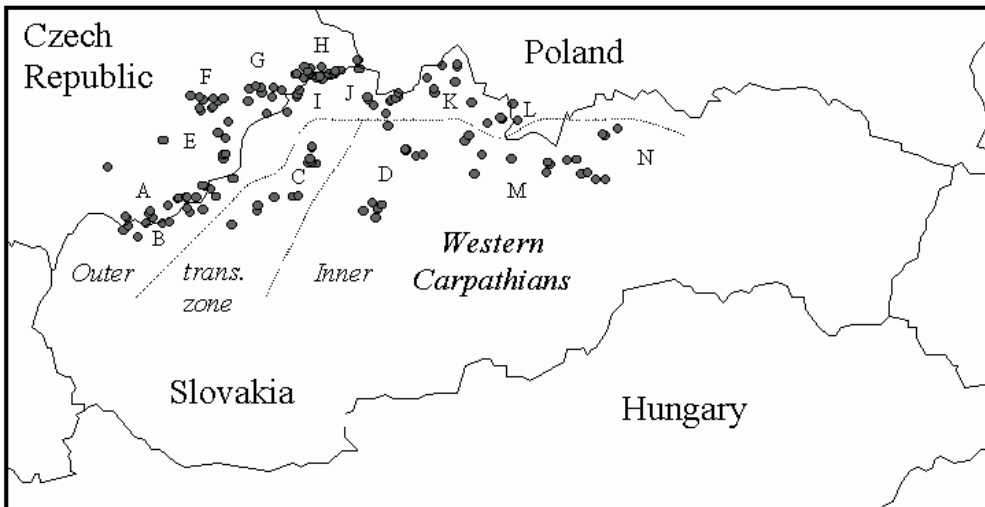 Czech
Republic
Poland
H
G
F
I
J
K
L
E
N
C
D
M
A
B
Western
Carpathians
Outer
trans.
zone
Inner
Slovakia
Hungary